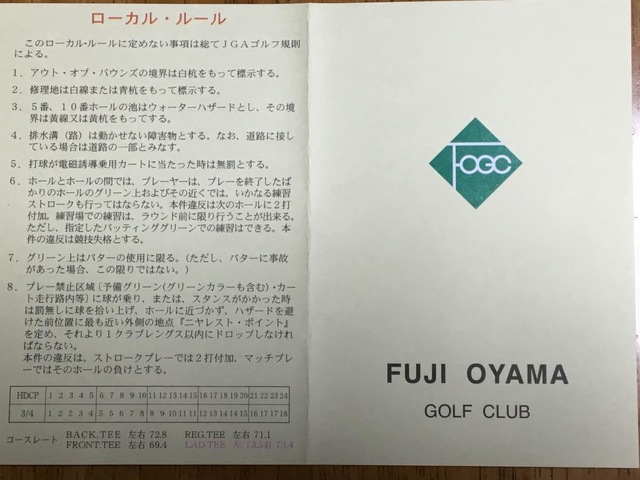 ローカル・ルール
このローカル・ルールに定めない事項は総てJGAゴルフ規則
による。
1．アウト・オブ・バウンズの境界は白杭をもって標示する。
2．修理地は白線または青杭をもって標示する。
3．5番、10番ホールの池はウォーターハザードとし、その境
界は黄線又は黄杭をもってする。
4．排水溝（路）は動かせない障害物とする。なお、道路に接し
ている場合は道路の一部とみなす。
5．打球が電磁誘導乗用カートに当たった時は無罰とする。
6．ホールとホールの間では、プレーヤーは、プレーを終了したば
かりのホールのグリーン上およびその近くでは、いかなる練習
ストロークも行ってはならない。本件違反は次のホールに2打
付加。練習場での練習は、ラウンド前に限り行うことが出来る。
ただし、指定したパッティンググリーンでの練習はできる。本
件の違反は競技失格とする。
7．グリーン上はパターの使用に限る。（ただし、パターに事故
があった場合、この限りではない。）
8．プレー禁止区域〔予備グリーン（グリーンカラーも含む）・カー
ト走行路内等〕に球が乗り、または、スタンスがかかった時
は罰無しに球を拾い上げ、ホールに近づかず、ハザードを避
けた前位置に最も近い外側の地点『ニヤレスト・ポイント』
を定め、それより1クラブレングス以内にドロップしなけれ
ばならない。
本件の違反は、ストロークプレーでは2打付加、マッチプレ
ーではそのホールの負けとする。
HDCP 1 2 3 4 5 6 7 8 9 10 11 12 13 14 15 16 17 18 19 20 21 22 23 24
3/4 1 2 2 3 4 5 5 6 7 8 8 9 10 11 11 12 13 14 14 15 16 17 17 18
コースレート BACK.TEE 左右 72.8 REG.TEE 左右 71.1
FRONT.TEE 左右 69.4 LAD.TEE 左 73.5右 73.4
FOGC
FUJI OYAMA
GOLF CLUB